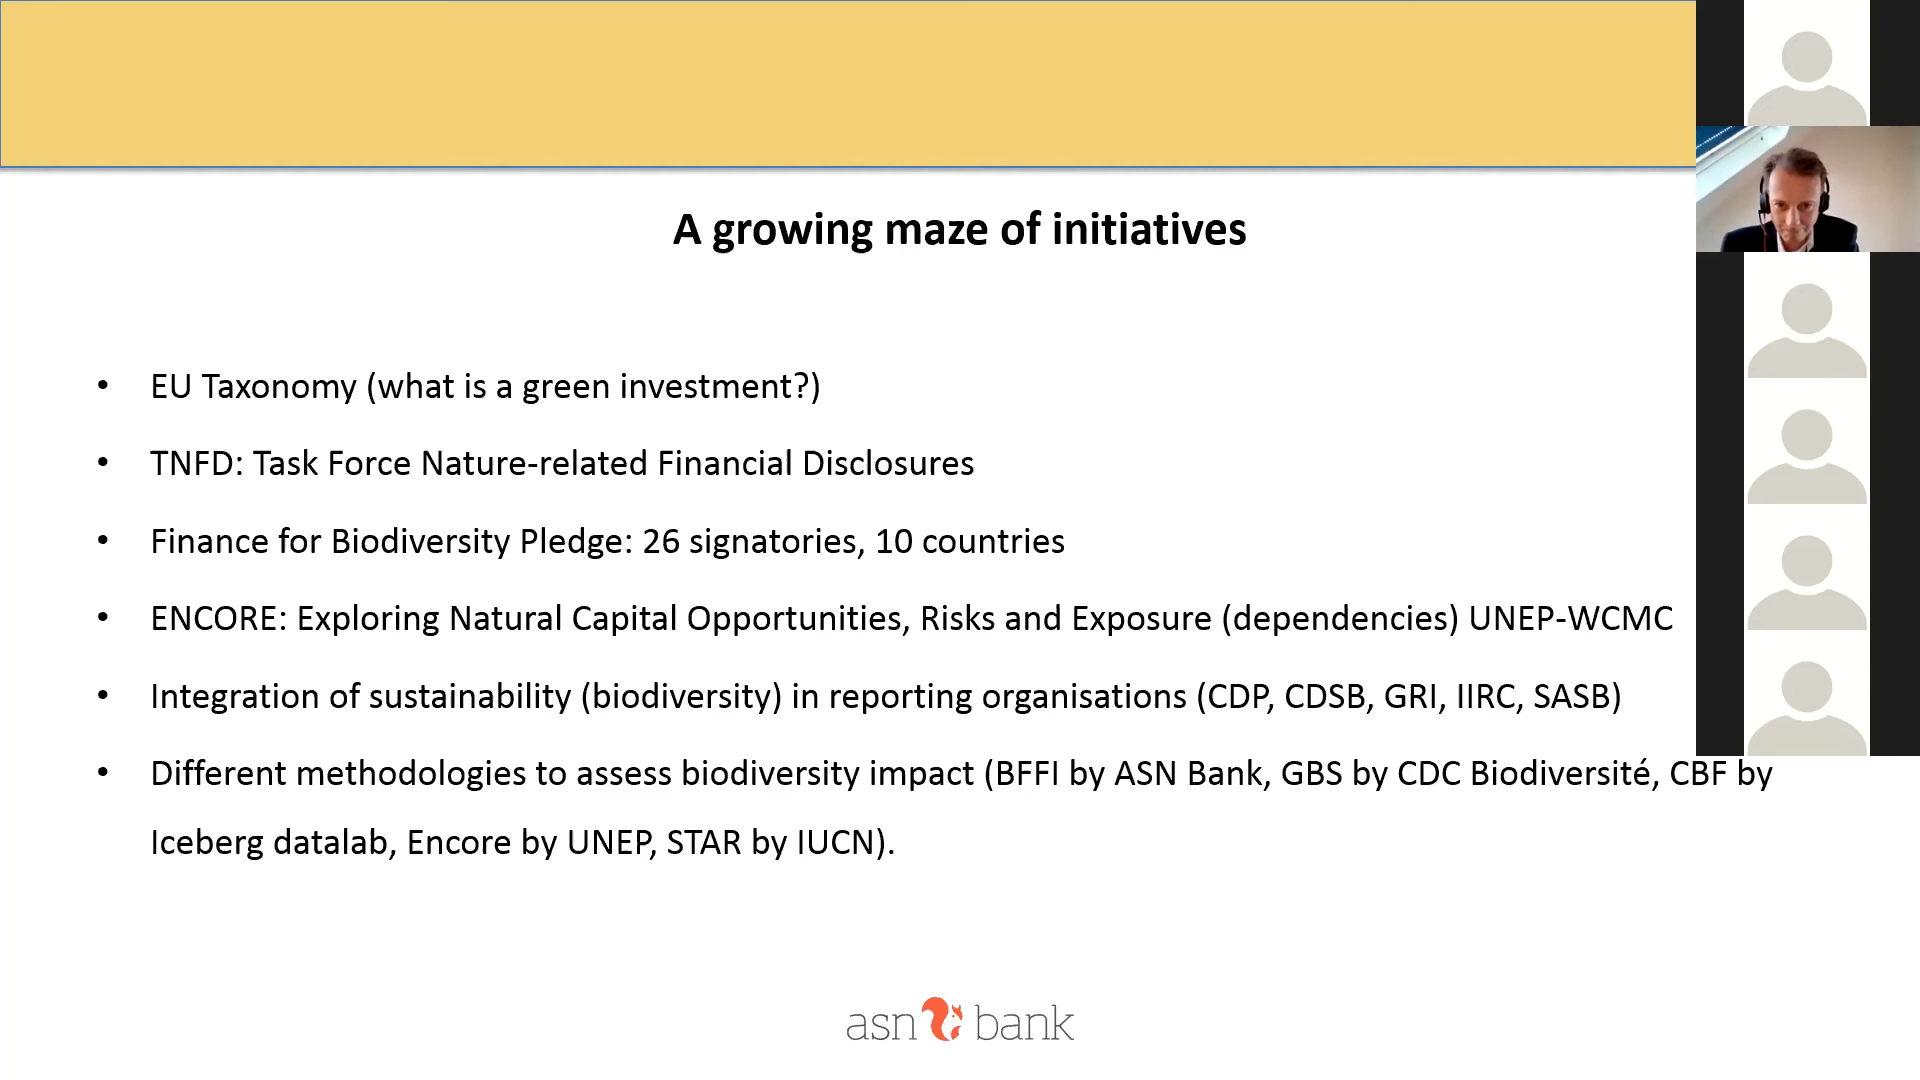 A growing maze of initiatives
• EU Taxonomy (what is a green investment?)
• TNFD: Task Force Nature-related Financial Disclosures
• Finance for Biodiversity Pledge: 26 signatories, 10 countries
• ENCORE: Exploring Natural Capital Opportunities, Risks and Exposure (dependencies) UNEP-WCMC
• Integration of sustainability (biodiversity) in reporting organisations (CDP, CDSB, GRI, IIRC, SASB)
• Different methodologies to assess biodiversity impact (BFFI by ASN Bank, GBS by CDC Biodiversité, CBF by
Iceberg datalab, Encore by UNEP, STAR by IUCN).
asn bank